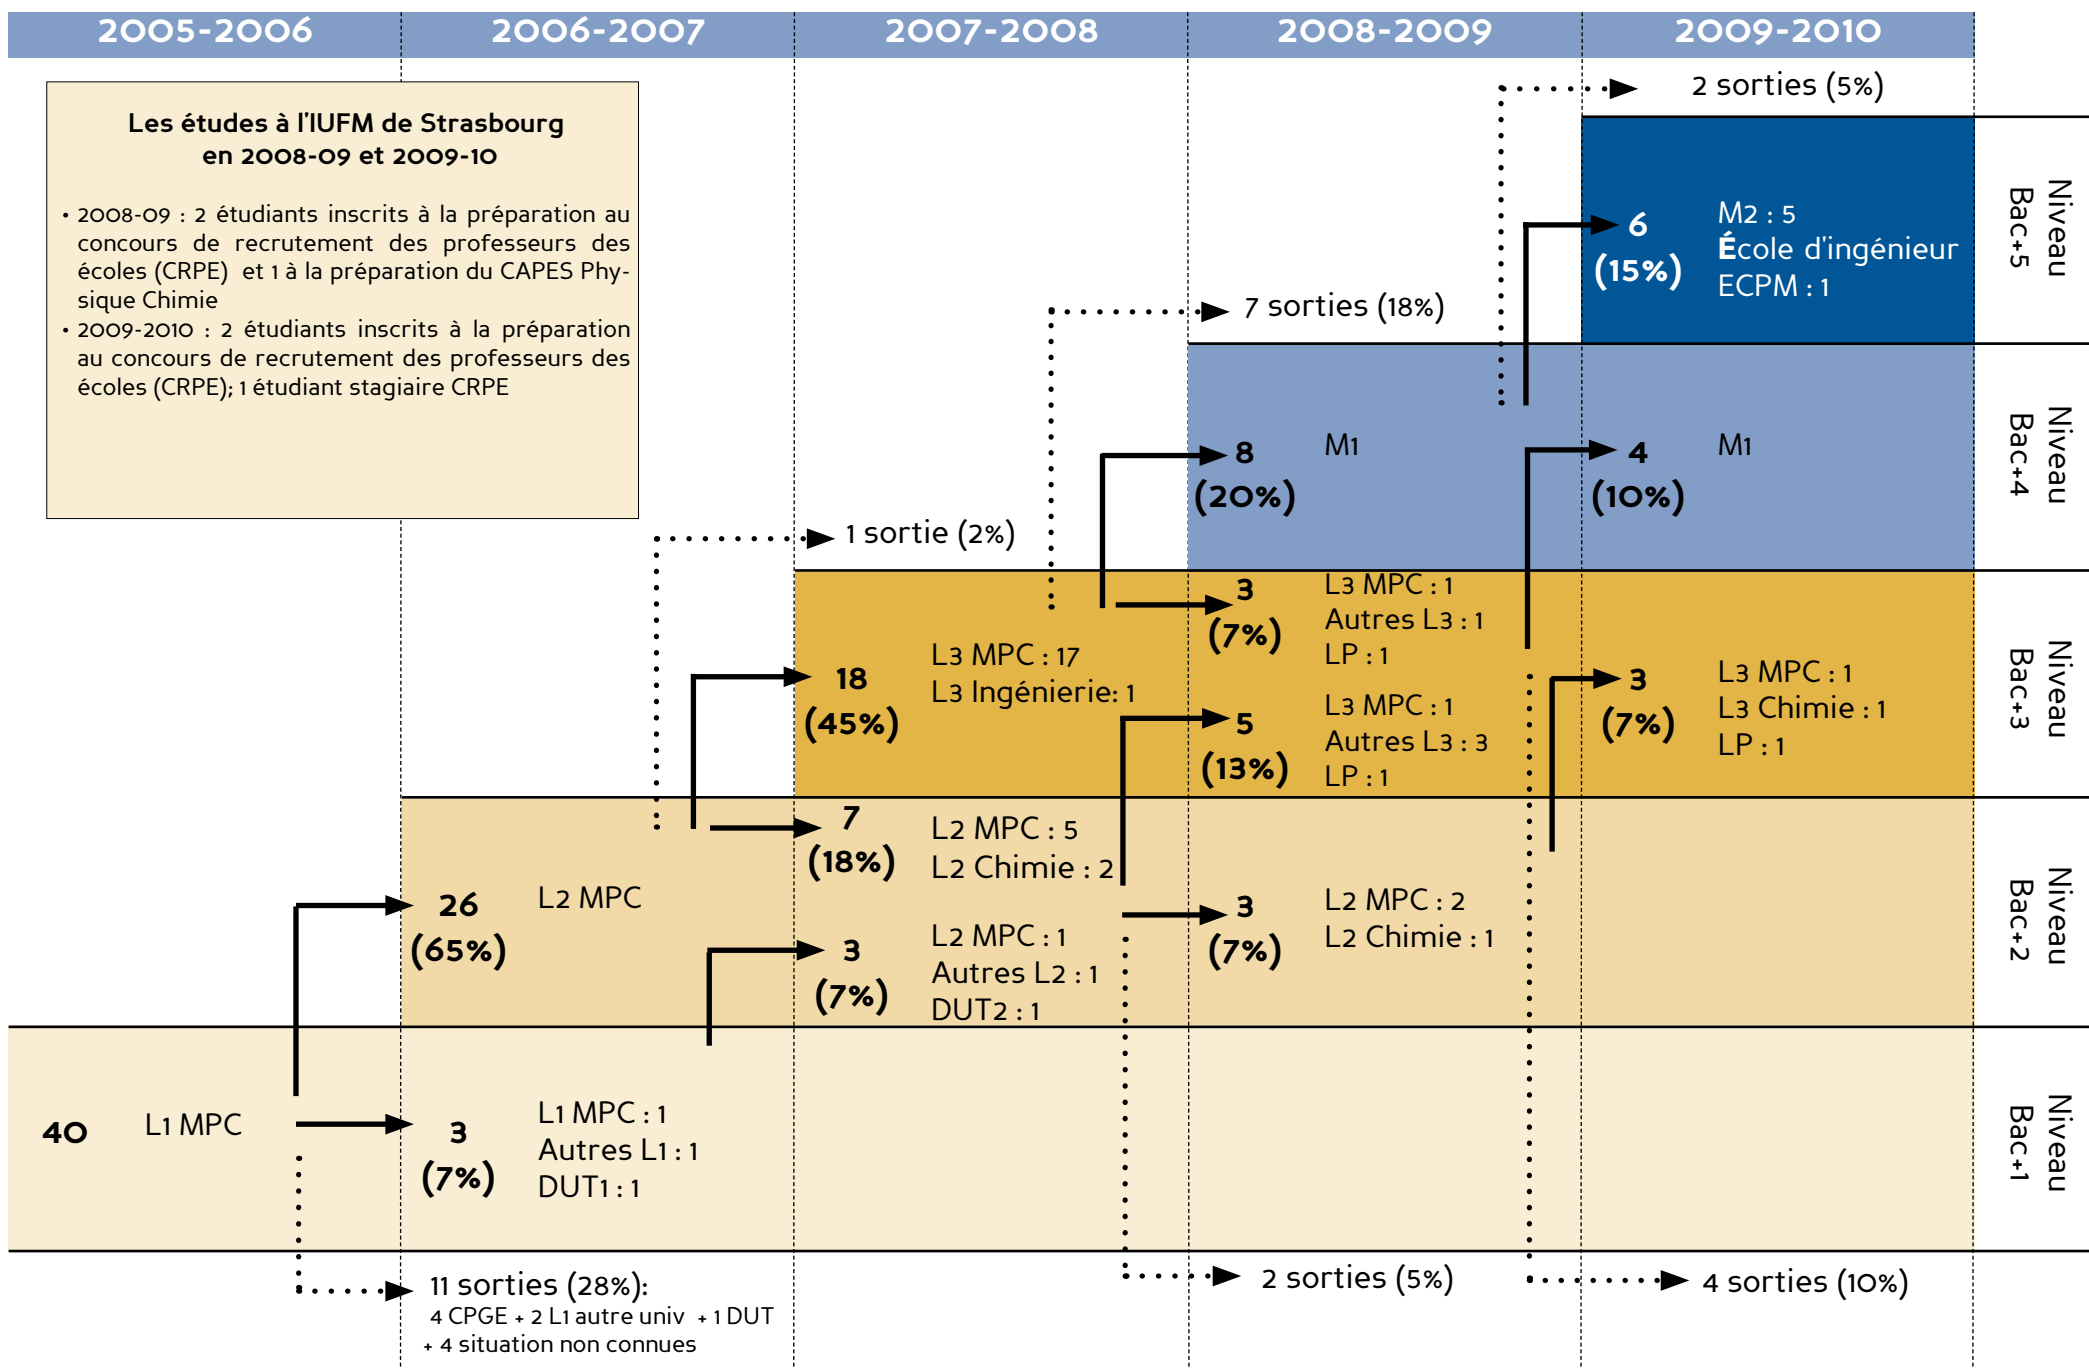 2005-2006
2006-2007
2007-2008
2008-2009
2009-2010
Les études à l'IUFM de Strasbourg
en 2008-09 et 2009-10
• 2008-09 : 2 étudiants inscrits à la préparation au
concours de recrutement des professeurs des
écoles (CRPE) et 1 à la préparation du CAPES Phy-
sique Chimie
• 2009-2010 : 2 étudiants inscrits à la préparation
au concours de recrutement des professeurs des
écoles (CRPE); 1 étudiant stagiaire CRPE
2 sorties (5%)
6
(15%)
M2 : 5
École d'ingénieur
ECPM : 1
Niveau
Bac+5
7 sorties (18%)
8
(20%)
M1
4
(10%)
M1
Niveau
Bac+4
1 sortie (2%)
18
(45%)
L3 MPC : 17
L3 Ingénierie: 1
3
(7%)
L3 MPC : 1
Autres L3 : 1
LP : 1
5
(13%)
L3 MPC : 1
Autres L3 : 3
LP : 1
3
(7%)
L3 MPC : 1
L3 Chimie : 1
LP : 1
Niveau
Bac+3
26
(65%)
L2 MPC
7
(18%)
L2 MPC : 5
L2 Chimie : 2
3
(7%)
L2 MPC : 1
Autres L2 : 1
DUT2 : 1
3
(7%)
L2 MPC : 2
L2 Chimie : 1
Niveau
Bac+2
40
L1 MPC
3
(7%)
L1 MPC : 1
Autres L1 : 1
DUT1 : 1
Niveau
Bac+1
11 sorties (28%):
4 CPGE + 2 L1 autre univ + 1 DUT
+ 4 situation non connues
2 sorties (5%)
4 sorties (10%)